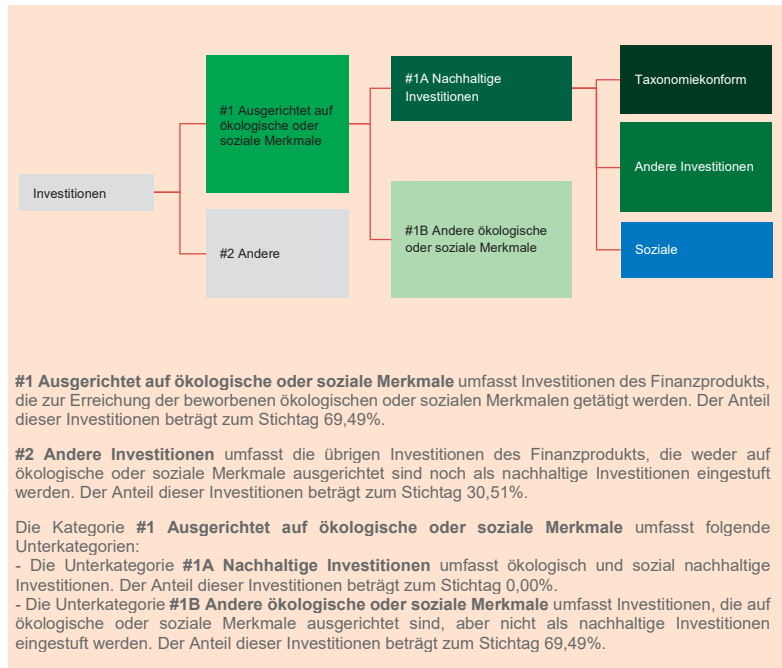 Investitionen
#1 Ausgerichtet auf
ökologische oder
soziale Merkmale
#2 Andere
#1A Nachhaltige
Investitionen
#1B Andere ökologische
oder soziale Merkmale
Taxonomiekonform
Andere Investitionen
Soziale
#1 Ausgerichtet auf ökologische oder soziale Merkmale umfasst Investitionen des Finanzprodukts,
die zur Erreichung der beworbenen ökologischen oder sozialen Merkmalen getätigt werden. Der Anteil
dieser Investitionen beträgt zum Stichtag 69,49%.
#2 Andere Investitionen umfasst die übrigen Investitionen des Finanzprodukts, die weder auf
ökologische oder soziale Merkmale ausgerichtet sind noch als nachhaltige Investitionen eingestuft
werden. Der Anteil dieser Investitionen beträgt zum Stichtag 30,51%.
Die Kategorie #1 Ausgerichtet auf ökologische oder soziale Merkmale umfasst folgende
Unterkategorien:
- Die Unterkategorie #1A Nachhaltige Investitionen umfasst ökologisch und sozial nachhaltige
Investitionen. Der Anteil dieser Investitionen beträgt zum Stichtag 0,00%.
- Die Unterkategorie #1B Andere ökologische oder soziale Merkmale umfasst Investitionen, die auf
ökologische oder soziale Merkmale ausgerichtet sind, aber nicht als nachhaltige Investitionen
eingestuft werden. Der Anteil dieser Investitionen beträgt zum Stichtag 69,49%.